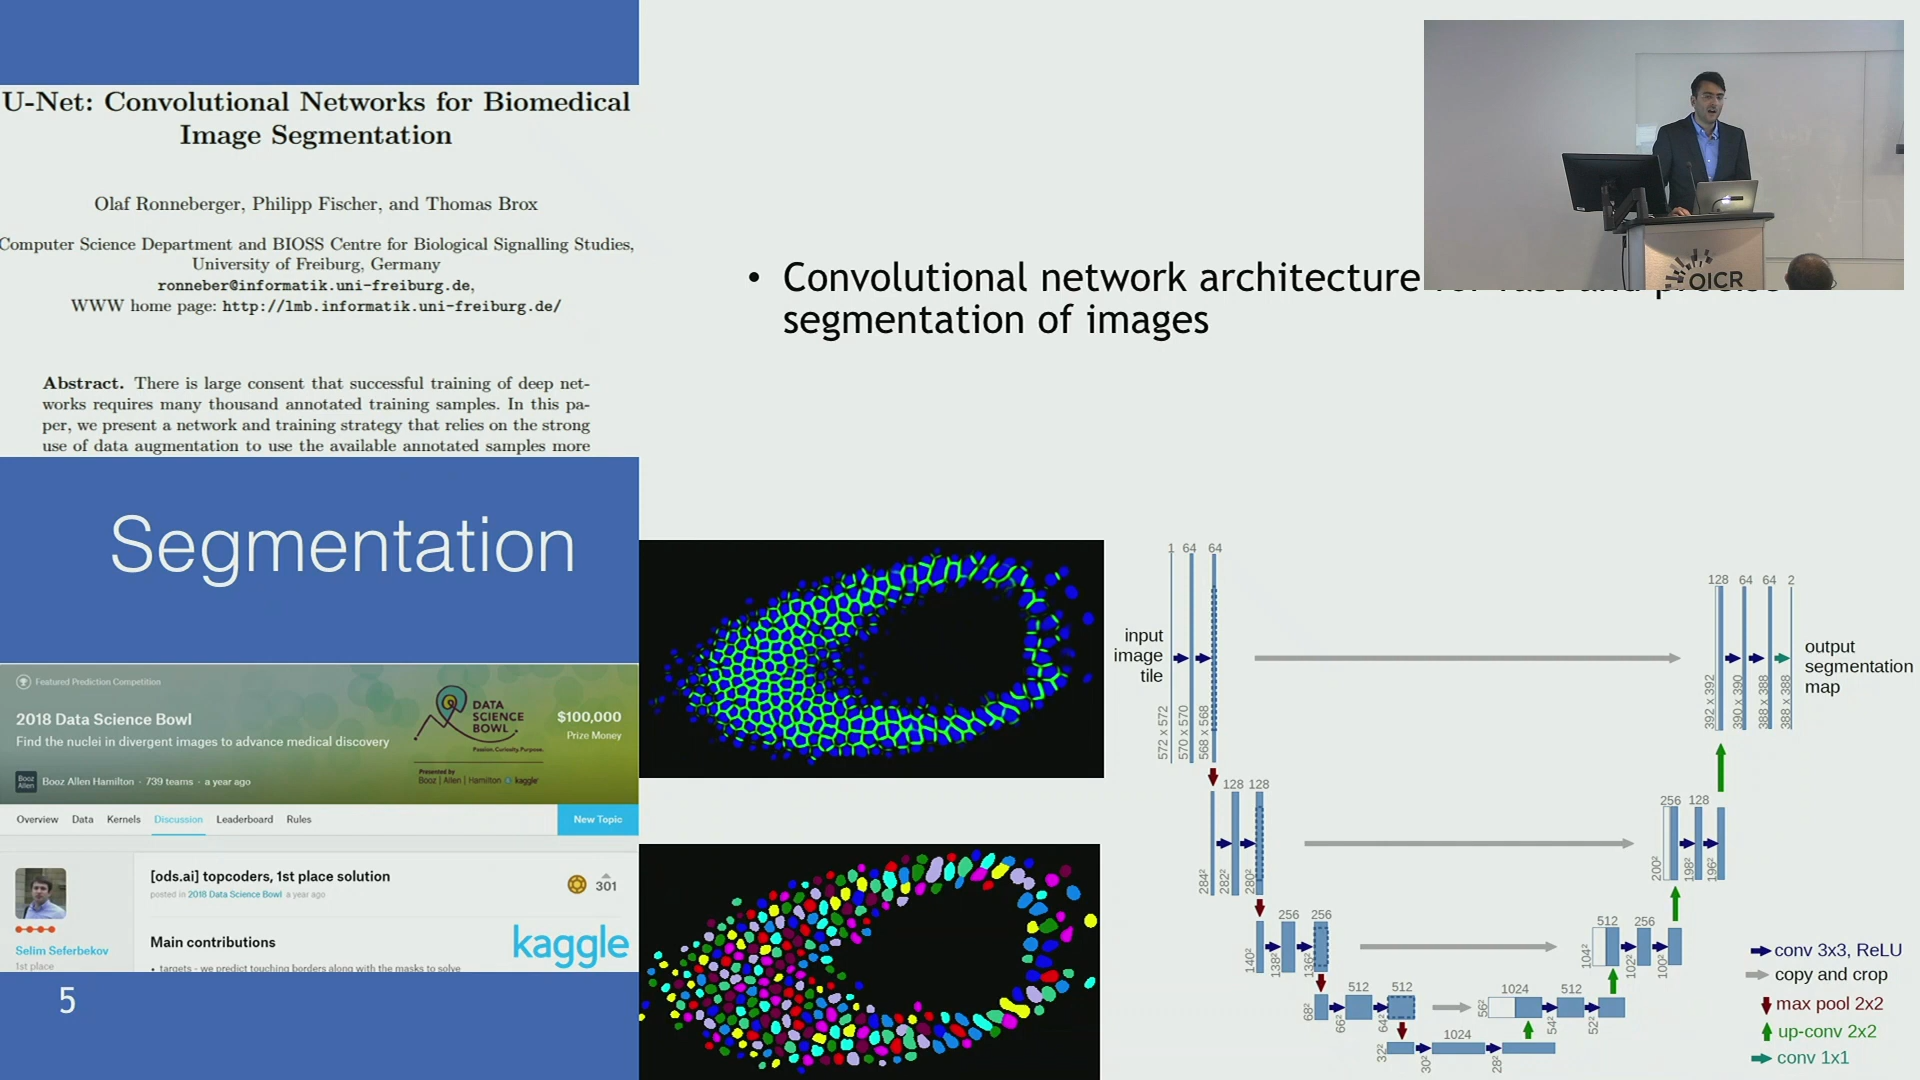 U-Net: Convolutional Networks for Biomedical
Image Segmentation
Olaf Ronneberger, Philipp Fischer, and Thomas Brox
Computer Science Department and BIOSS Centre for Biological Signalling Studies,
University of Freiburg, Germany
ronneber@informatik.uni-freiburg.de,
WWW home page: http://lmb.informatik.uni-freiburg.de/
Abstract. There is large consent that successful training of deep net-
works requires many thousand annotated training samples. In this pa-
per, we present a network and training strategy that relies on the strong
use of data augmentation to use the available annotated samples more
Segmentation
Featured Prediction Competition
2018 Data Science Bowl
Find the nuclei in divergent images to advance medical discovery
Booz Allen
Booz Allen Hamilton · 739 teams · a year ago
DATA
SCIENCE
BOWL
Passion. Curiosity. Purpose.
Presented by
Booz | Allen | Hamilton kaggle
$100,000
Prize Money
Overview Data Kernels Discussion Leaderboard Rules
New Topic
[ods.ai] topcoders, 1st place solution
posted in 2018 Data Science Bowl a year ago
301
Selim Seferbekov
1st place
Main contributions
kaggle
• targets - we predict touching borders along with the masks to solve
5
• Convolutional network architecture
segmentation of images
OICR
input
image
tile
1 64 64
572 x 572
570 x 570
568 x 568
128 128
284²
282²
280²
256 256
140²
138²
136²
512 512
68²
66²
64²
1024
32²
30²
28²
1024 512
56²
54²
52²
512 256
104²
102²
100²
256 128
200²
198²
196²
128 64 64 2
392 x 392
390 x 390
388 x 388
388 x 388
output
segmentation
map
conv 3x3, ReLU
copy and crop
max pool 2x2
up-conv 2x2
conv 1x1